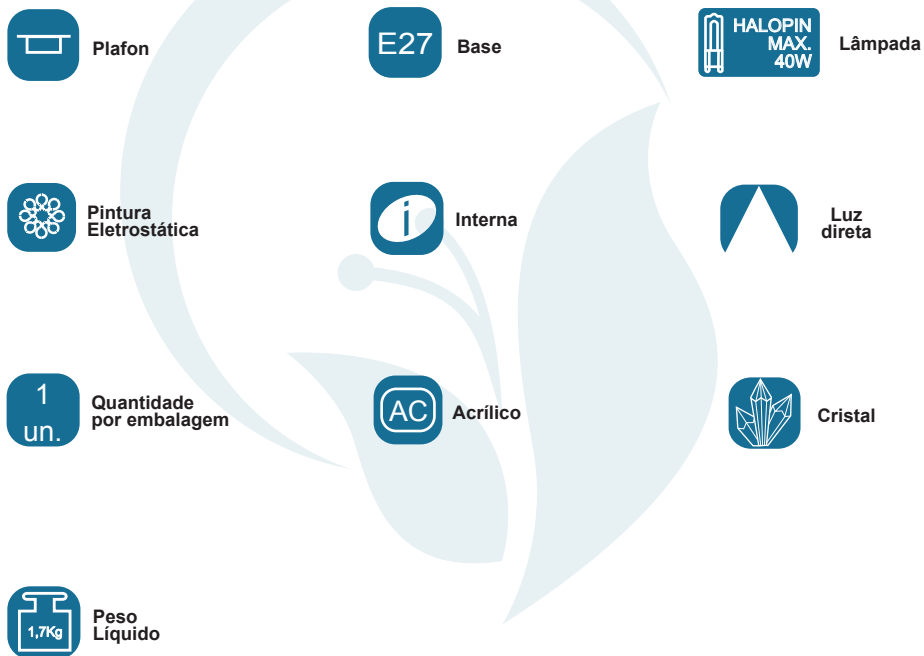 Plafon
E27
Base
HALOPIN
MAX.
40W
Lâmpada
Pintura
Eletrostática
i
Interna
Luz
direta
1
un.
Quantidade
por embalagem
AC
Acrílico
Cristal
1,7Kg
Peso
Líquido